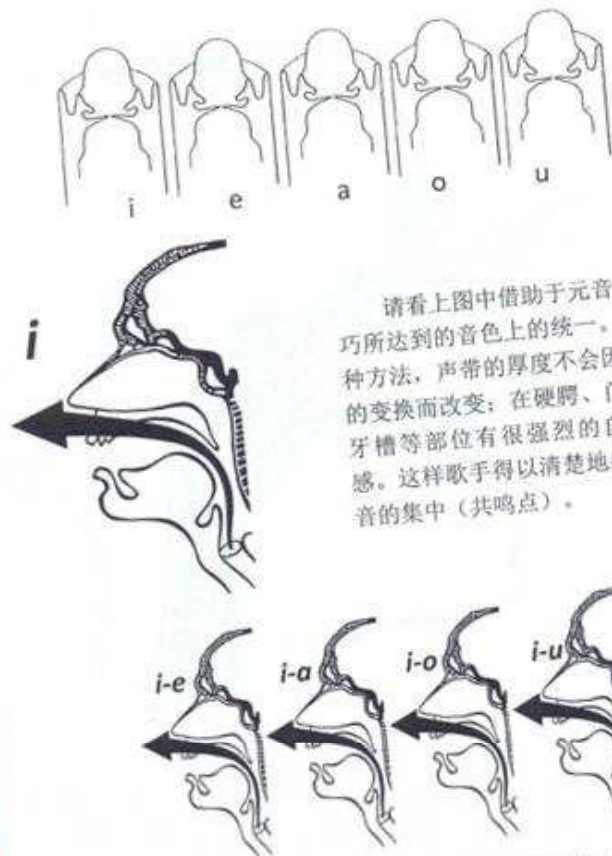 i e a o u
i
请看上图中借助于元音
巧所达到的音色上的统一。
种方法，声带的厚度不会因
的变换而改变；在硬腭、
牙槽等部位有很强烈的
感。这样歌手得以清楚地
音的集中（共鸣点）。
i-e i-a i-o i-u